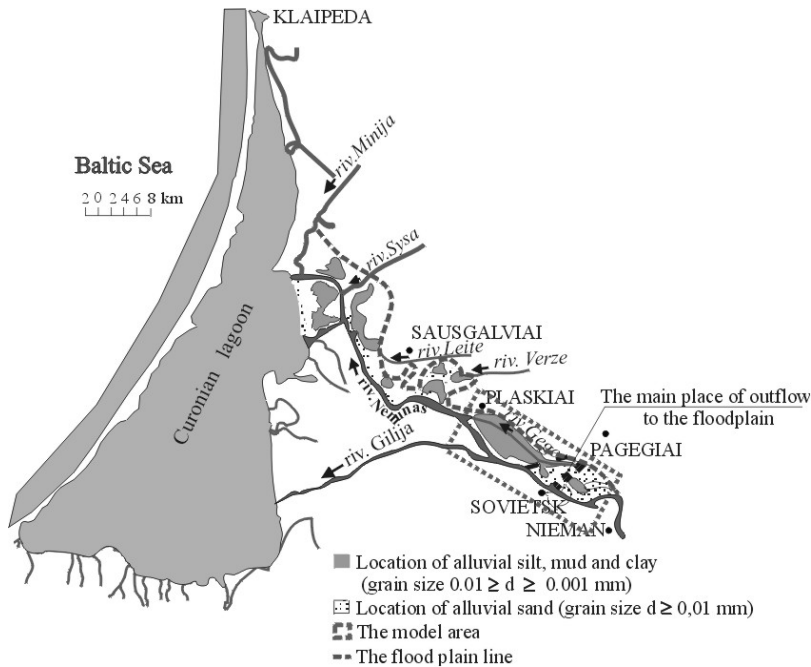 KLAIPEDA
riv.Minija
Baltic Sea
2 0 2 4 6 8 km
riv.Sysa
Curonian lagoon
SAUSGALVIAI
riv.Leite
riv. Verze
riv. Nemunas
PLASKIAI
The main place of outflow
to the floodplain
riv. Gilija
PAGEGIAI
SOVIETSK
NIEMAN
Location of alluvial silt, mud and clay
(grain size 0.01 ≥ d ≥ 0.001 mm)
Location of alluvial sand (grain size d ≥ 0,01 mm)
The model area
The flood plain line